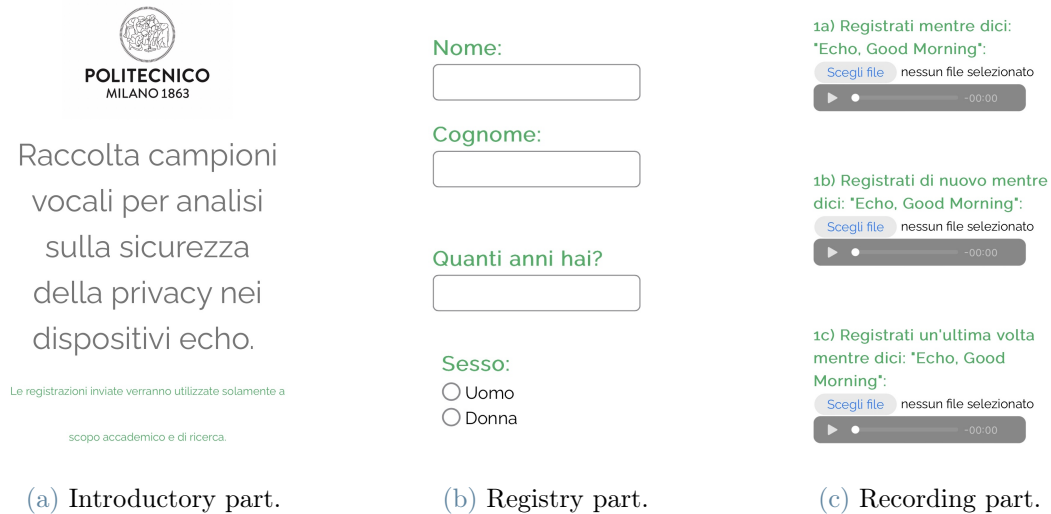 POLITECNICO
MILANO 1863
Raccolta campioni
vocali per analisi
sulla sicurezza
della privacy nei
dispositivi echo.
Le registrazioni inviate verranno utilizzate solamente a
scopo accademico e di ricerca.
(a) Introductory part.
Nome:
Cognome:
Quanti anni hai?
Sesso:
Uomo
Donna
(b) Registry part.
1a) Registrati mentre dici:
"Echo, Good Morning":
Scegli file nessun file selezionato
-00:00
1b) Registrati di nuovo mentre
dici: "Echo, Good Morning":
Scegli file nessun file selezionato
-00:00
1c) Registrati un'ultima volta
mentre dici: "Echo, Good
Morning":
Scegli file nessun file selezionato
-00:00
(c) Recording part.